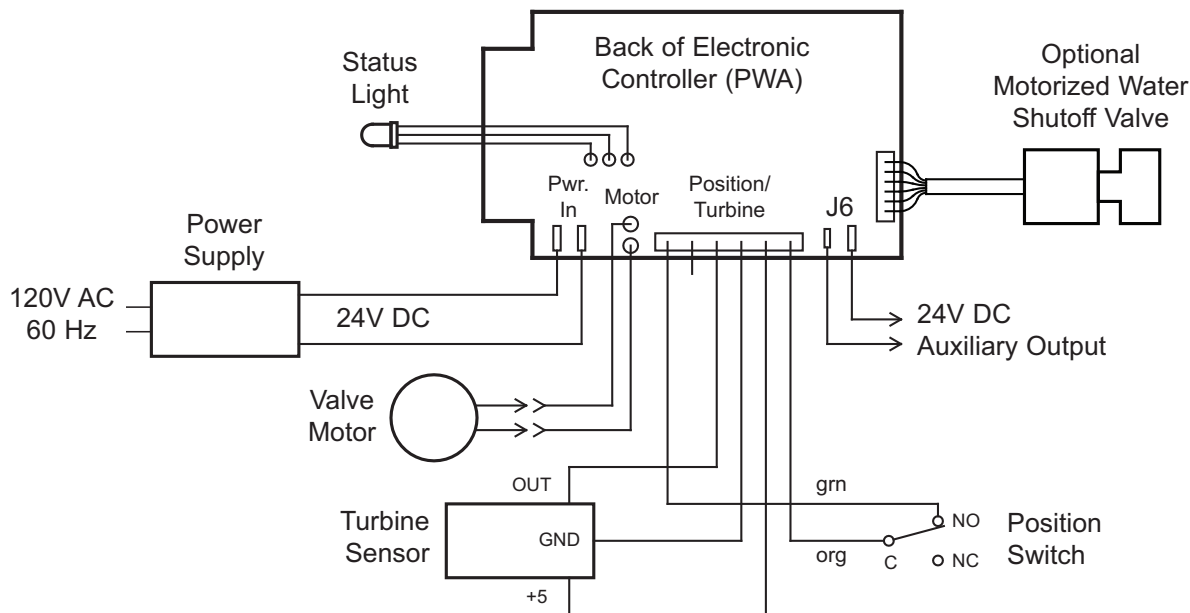 Back of Electronic
Controller (PWA)
Status
Light
Optional
Motorized Water
Shutoff Valve
Pwr.
In
Motor
Position/
Turbine
J6
Power
Supply
120V AC
60 Hz
24V DC
24V DC
Auxiliary Output
Valve
Motor
OUT
GND
+5
Turbine
Sensor
grn
org
NO
C
NC
Position
Switch